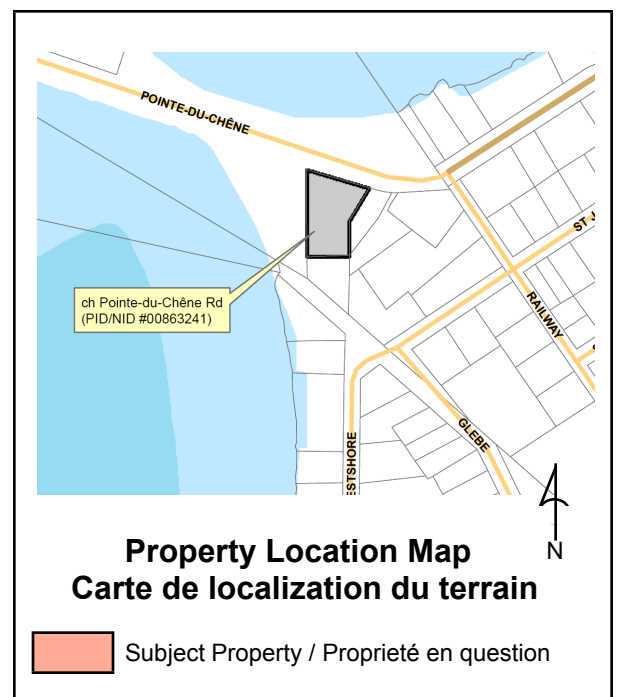 POINTE-DU-CHÊNE
ST J
RAILWAY
GLEBE
ESTSHORE
ch Pointe-du-Chêne Rd
(PID/NID #00863241)
N
Property Location Map
Carte de localization du terrain
Subject Property / Proprieté en question